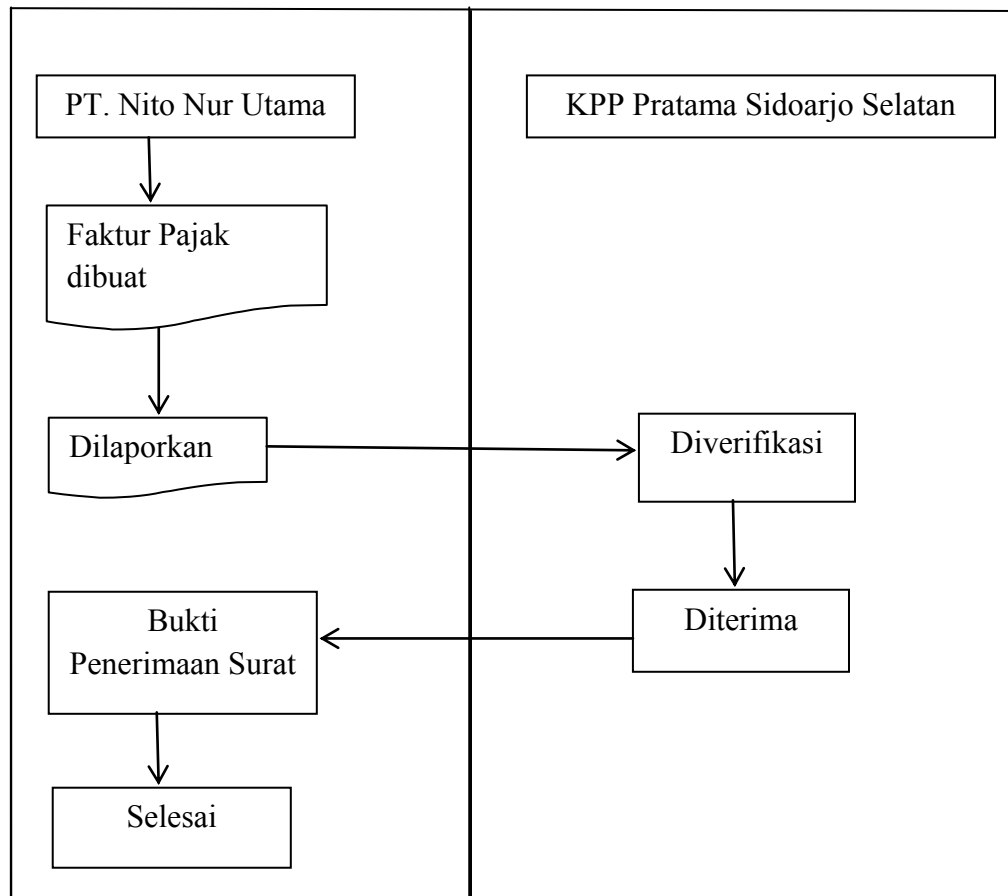 PT. Nito Nur Utama
KPP Pratama Sidoarjo Selatan
Faktur Pajak
dibuat
Dilaporkan
Diverifikasi
Bukti
Penerimaan Surat
Diterima
Selesai